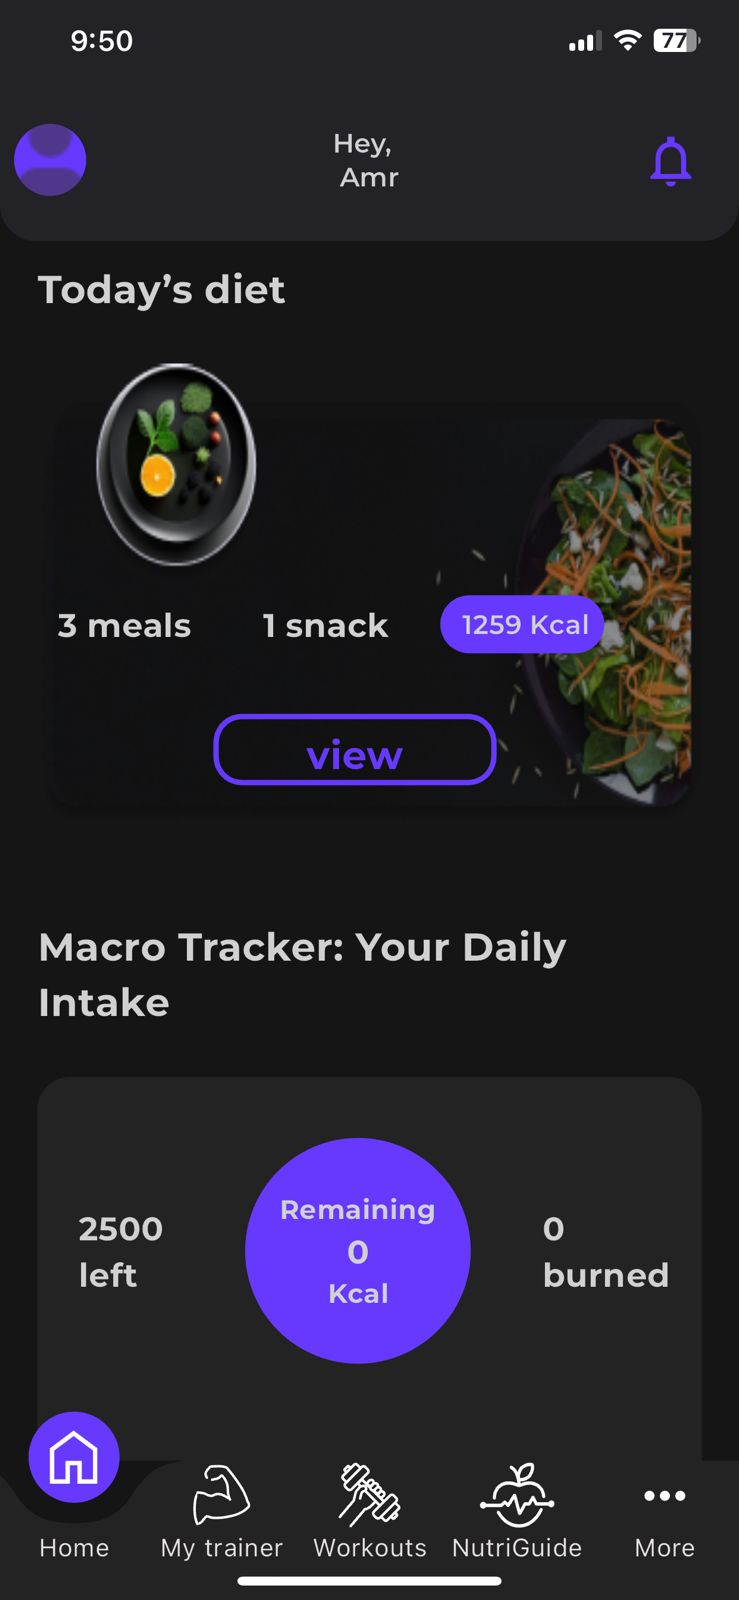 9:50
77
Hey,
Amr
Today’s diet
3 meals
1 snack
1259 Kcal
view
Macro Tracker: Your Daily
Intake
2500
left
Remaining
0
Kcal
0
burned
Home
My trainer
Workouts
NutriGuide
More